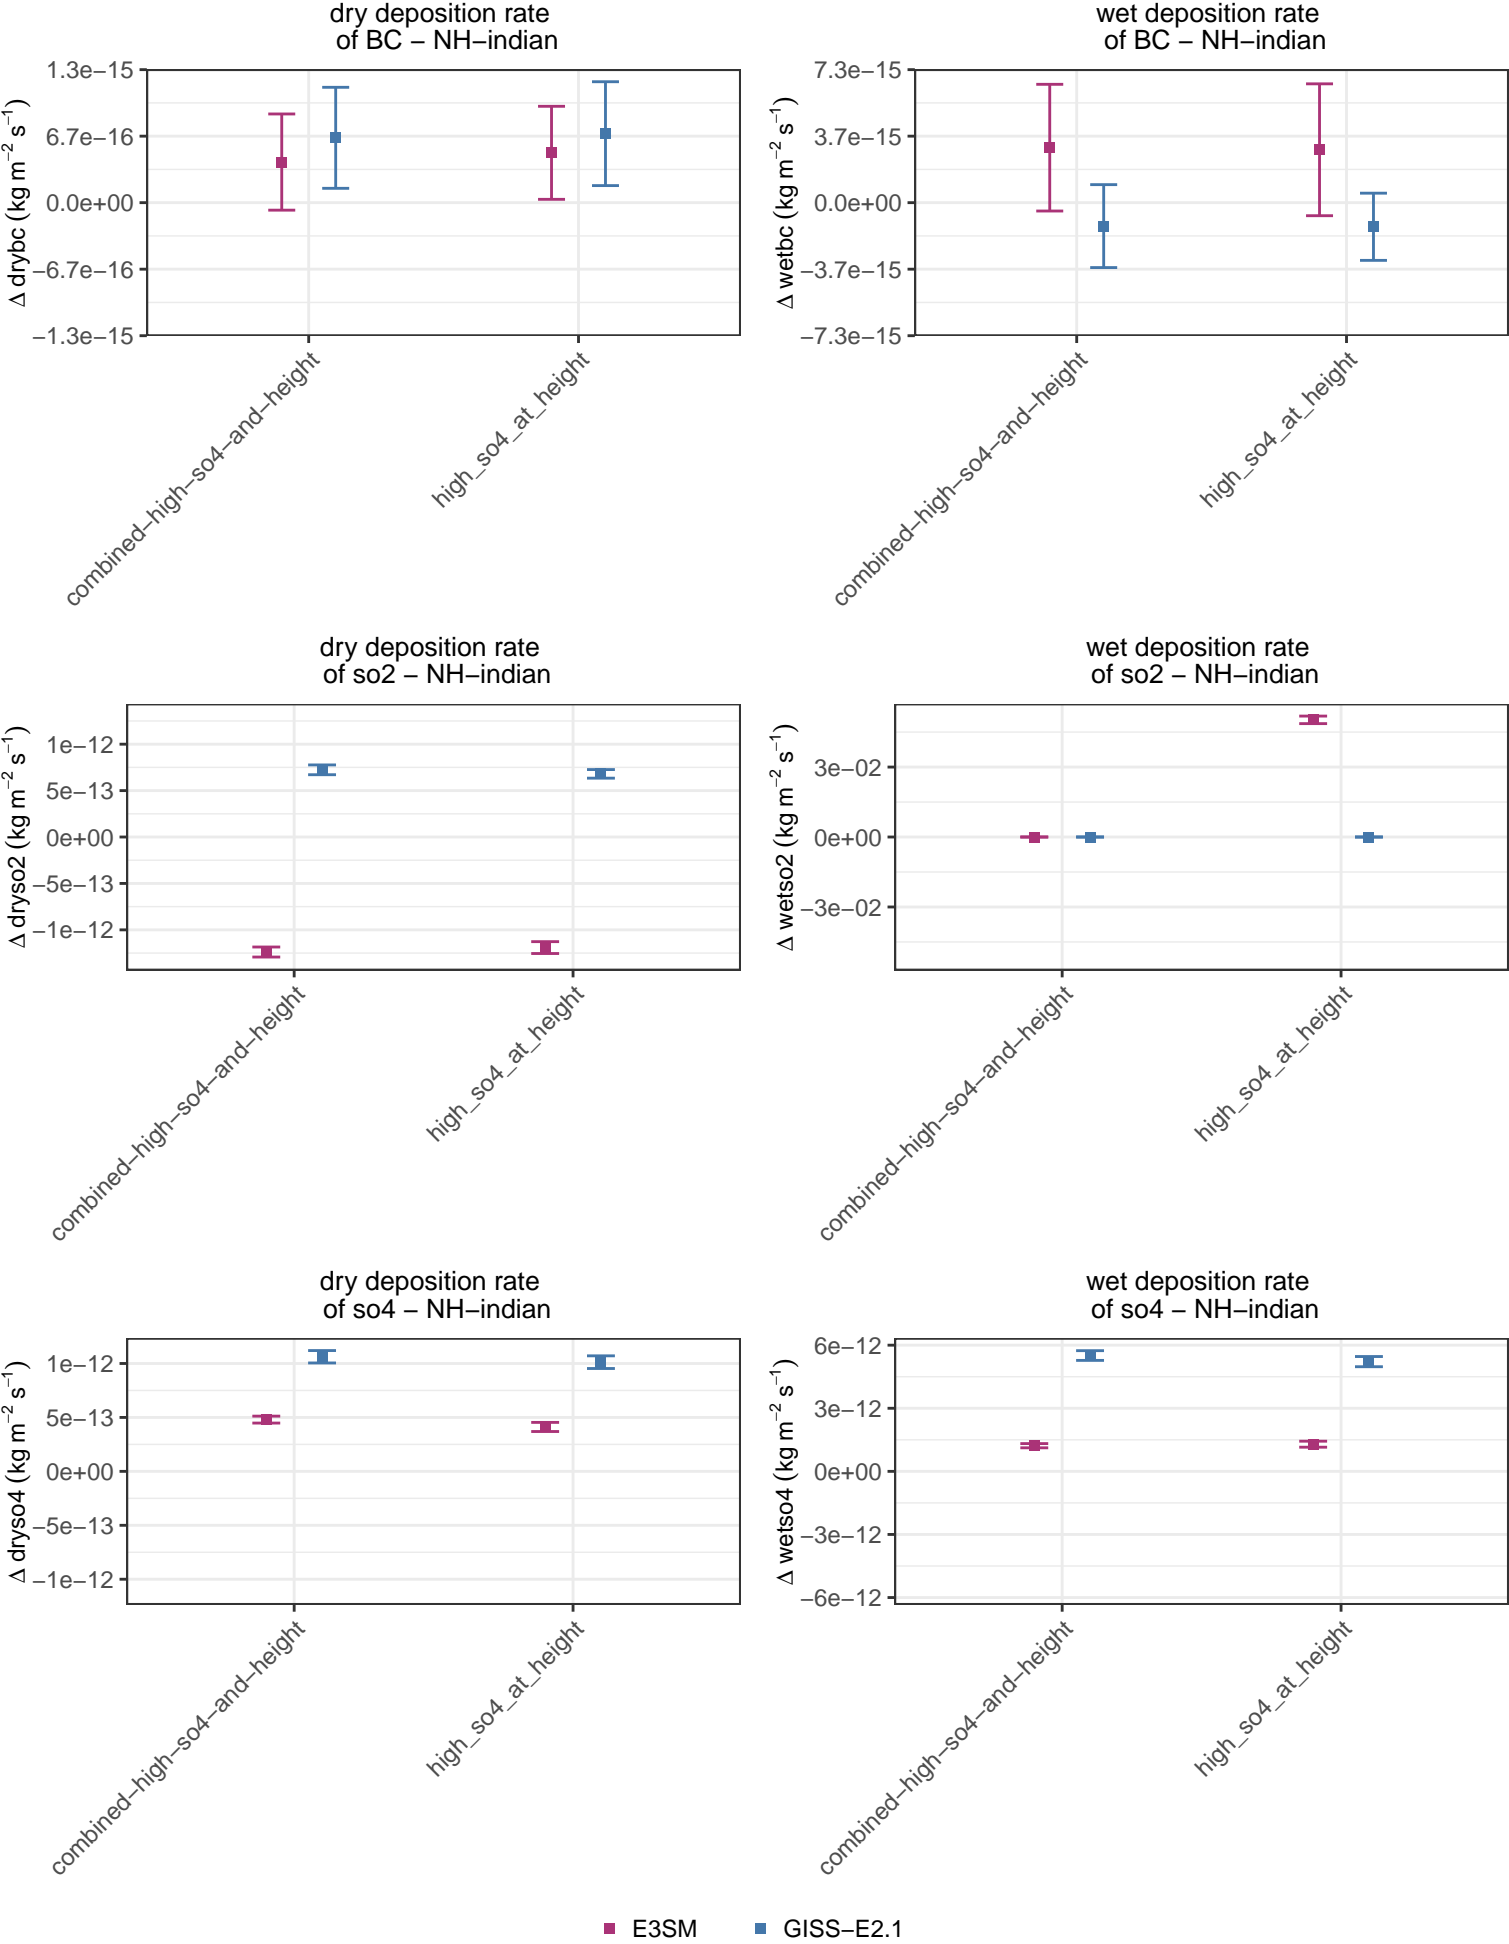 dry deposition rate
of BC − NH−indian
Δ drybc (kg m−2 s−1)
1.3e−15
6.7e−16
0.0e+00
−6.7e−16
−1.3e−15
combined−high−so4−and−height
high_so4_at_height
wet deposition rate
of BC − NH−indian
Δ wetbc (kg m−2 s−1)
7.3e−15
3.7e−15
0.0e+00
−3.7e−15
−7.3e−15
combined−high−so4−and−height
high_so4_at_height
dry deposition rate
of so2 − NH−indian
Δ dryso2 (kg m−2 s−1)
1e−12
5e−13
0e+00
−5e−13
−1e−12
combined−high−so4−and−height
high_so4_at_height
wet deposition rate
of so2 − NH−indian
Δ wetso2 (kg m−2 s−1)
3e−02
0e+00
−3e−02
combined−high−so4−and−height
high_so4_at_height
dry deposition rate
of so4 − NH−indian
Δ dryso4 (kg m−2 s−1)
1e−12
5e−13
0e+00
−5e−13
−1e−12
combined−high−so4−and−height
high_so4_at_height
wet deposition rate
of so4 − NH−indian
Δ wetso4 (kg m−2 s−1)
6e−12
3e−12
0e+00
−3e−12
−6e−12
combined−high−so4−and−height
high_so4_at_height
E3SM
GISS−E2.1